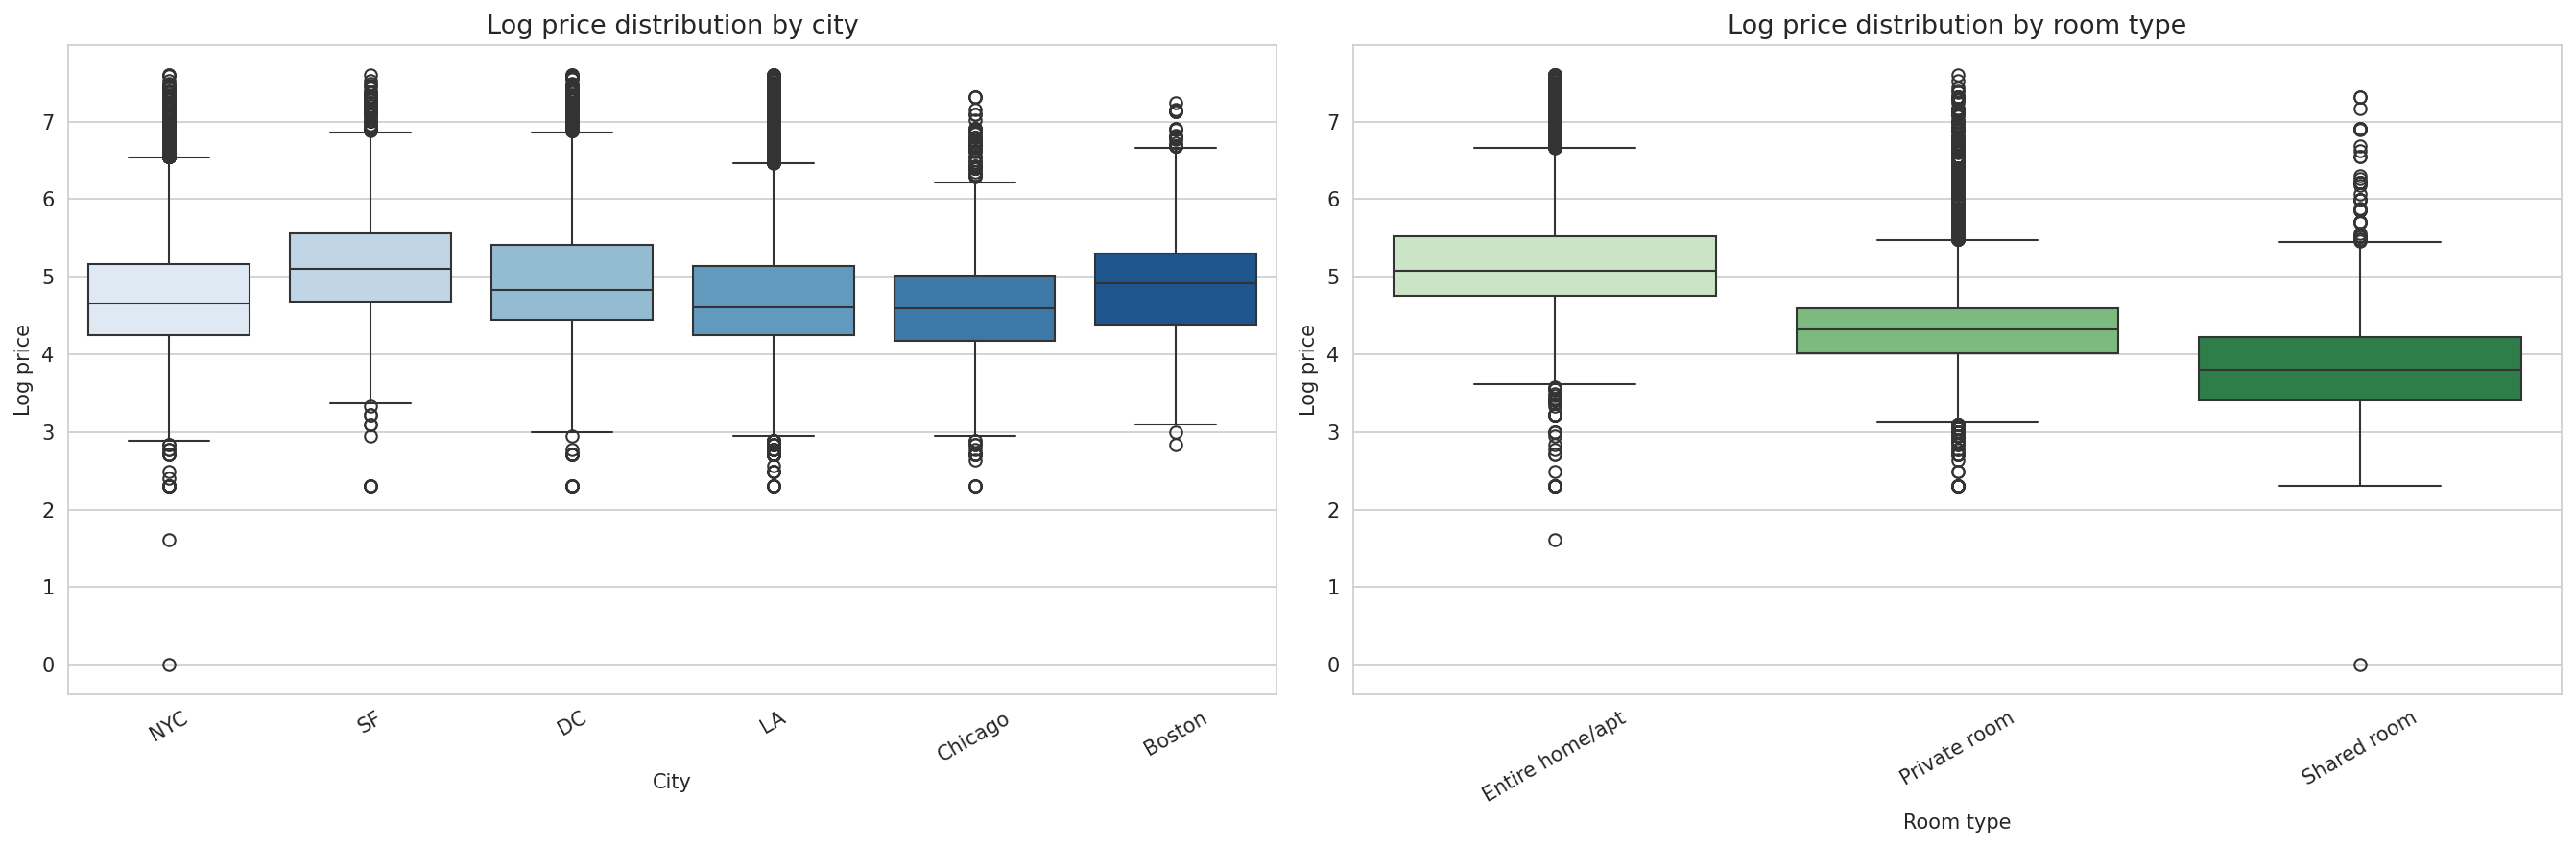 Log price distribution by city
Log price
7
6
5
4
3
2
1
0
NYC
SF
DC
LA
Chicago
Boston
City
Log price distribution by room type
Log price
7
6
5
4
3
2
1
0
Entire home/apt
Private room
Shared room
Room type